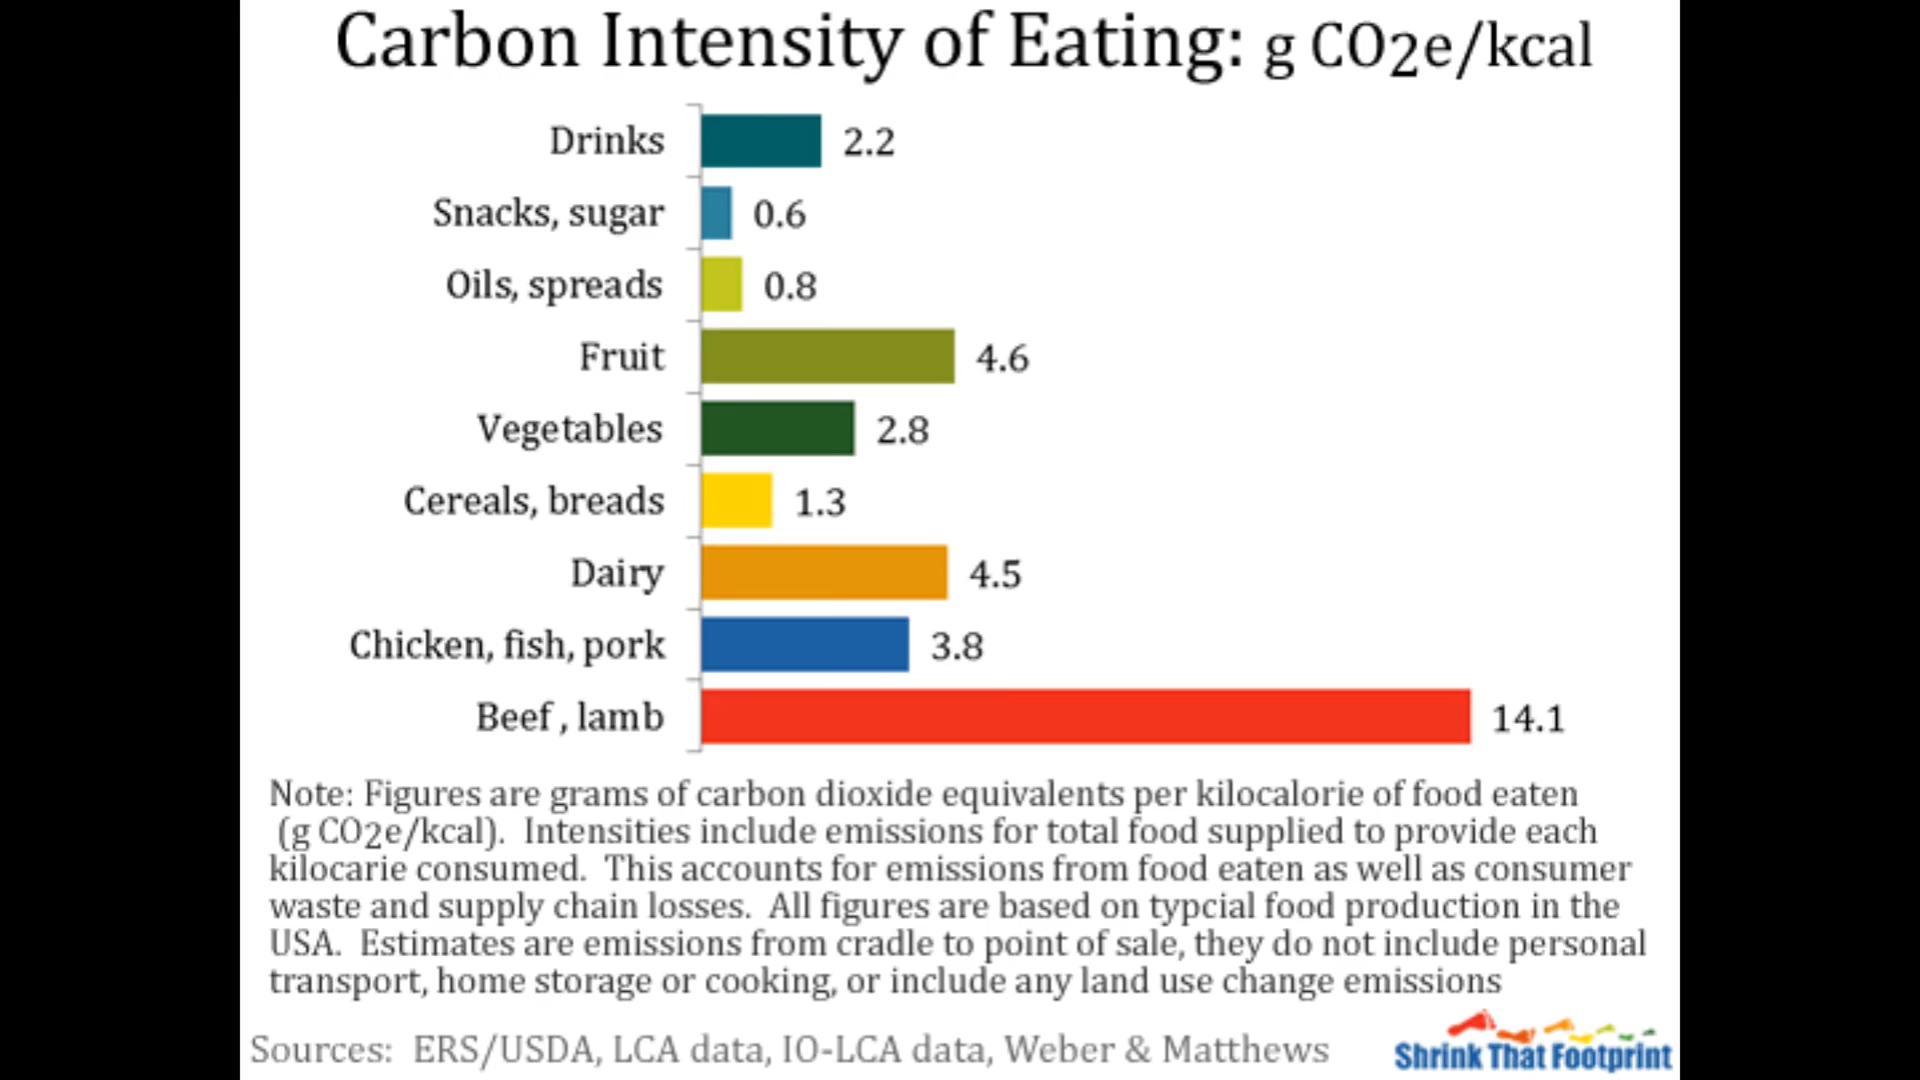 Carbon Intensity of Eating: g CO2e/kcal
Drinks 2.2
Snacks, sugar 0.6
Oils, spreads 0.8
Fruit 4.6
Vegetables 2.8
Cereals, breads 1.3
Dairy 4.5
Chicken, fish, pork 3.8
Beef , lamb 14.1
Note: Figures are grams of carbon dioxide equivalents per kilocalorie of food eaten
(g CO2e/kcal). Intensities include emissions for total food supplied to provide each
kilocarie consumed. This accounts for emissions from food eaten as well as consumer
waste and supply chain losses. All figures are based on typcial food production in the
USA. Estimates are emissions from cradle to point of sale, they do not include personal
transport, home storage or cooking, or include any land use change emissions
Sources: ERS/USDA, LCA data, IO-LCA data, Weber & Matthews
Shrink That Footprint